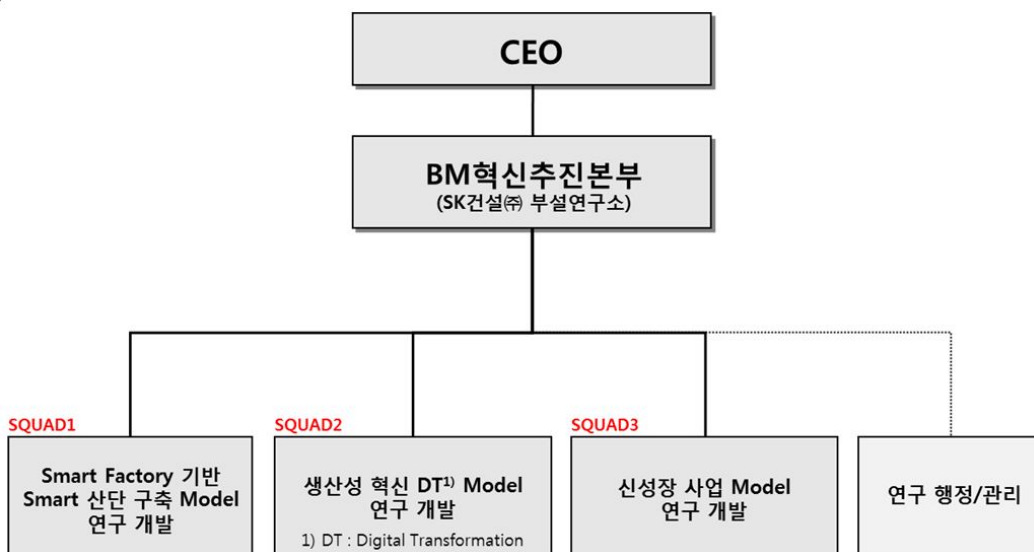 CEO
BM혁신추진본부
(SK건설㈜ 부설연구소)
SQUAD1
Smart Factory 기반
Smart 산단 구축 Model
연구 개발
SQUAD2
생산성 혁신 DT¹⁾ Model
연구 개발
1) DT : Digital Transformation
SQUAD3
신성장 사업 Model
연구 개발
연구 행정/관리